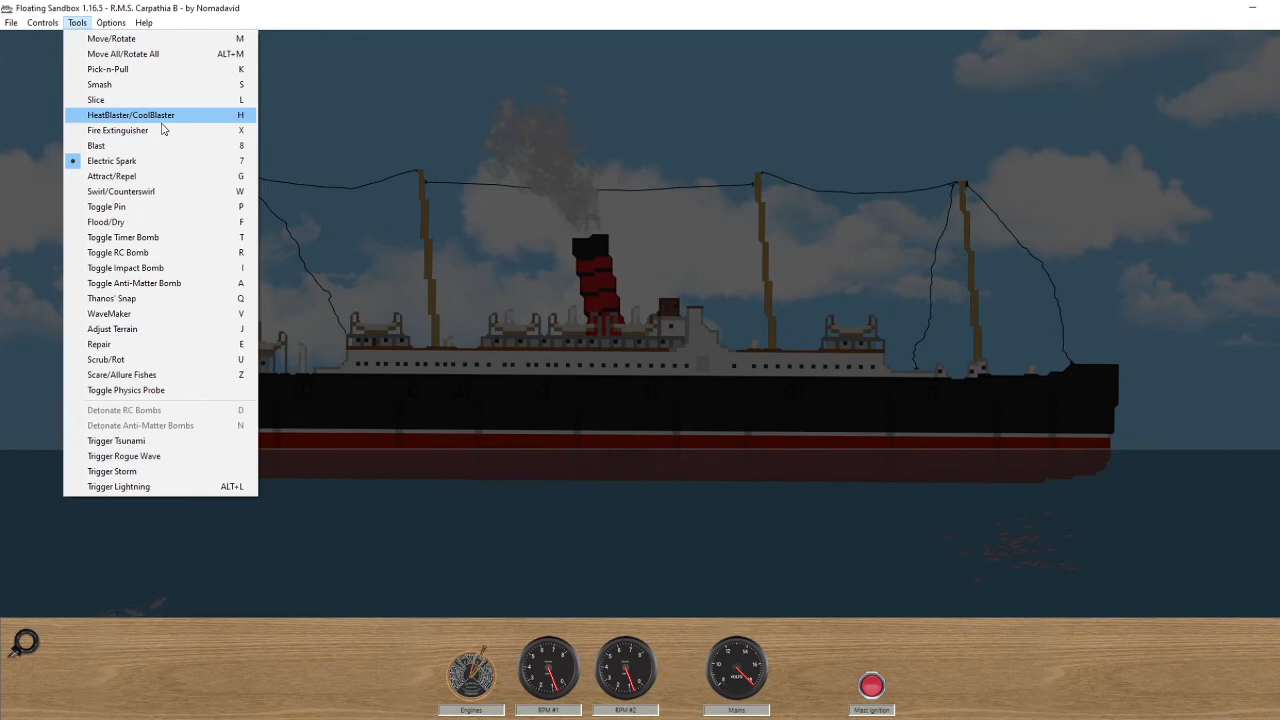 Floating Sandbox 1.16.5 - R.M.S. Carpathia B - by Nomadavid
File Controls Tools Options Help
Move/Rotate M
Move All/Rotate All ALT+M
Pick-n-Pull K
Smash S
Slice L
HeatBlaster/CoolBlaster H
Fire Extinguisher X
Blast 8
Electric Spark 7
Attract/Repel G
Swirl/Counterswirl W
Toggle Pin P
Flood/Dry F
Toggle Timer Bomb T
Toggle RC Bomb R
Toggle Impact Bomb I
Toggle Anti-Matter Bomb A
Thanos' Snap Q
WaveMaker V
Adjust Terrain J
Repair E
Scrub/Rot U
Scare/Allure Fishes Z
Toggle Physics Probe
Detonate RC Bombs D
Detonate Anti-Matter Bombs N
Trigger Tsunami
Trigger Rogue Wave
Trigger Storm
Trigger Lightning ALT+L
Engines RPM #1 RPM #2 Mains Mast Ignition
VOLTS